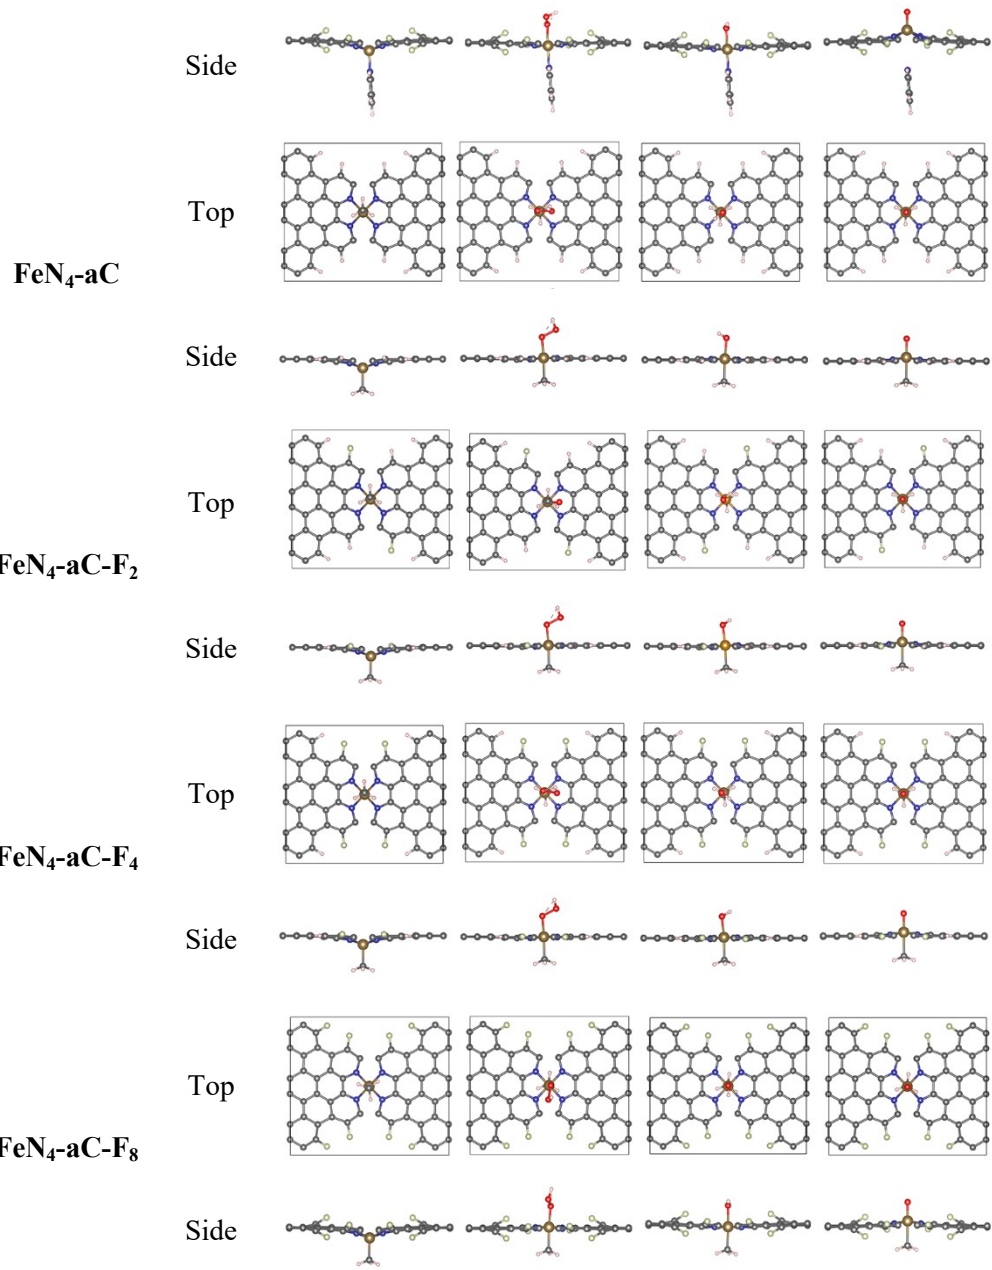 Side
Top
FeN₄-aC
Side
Top
FeN₄-aC-F₂
Side
Top
FeN₄-aC-F₄
Side
Top
FeN₄-aC-F₈
Side